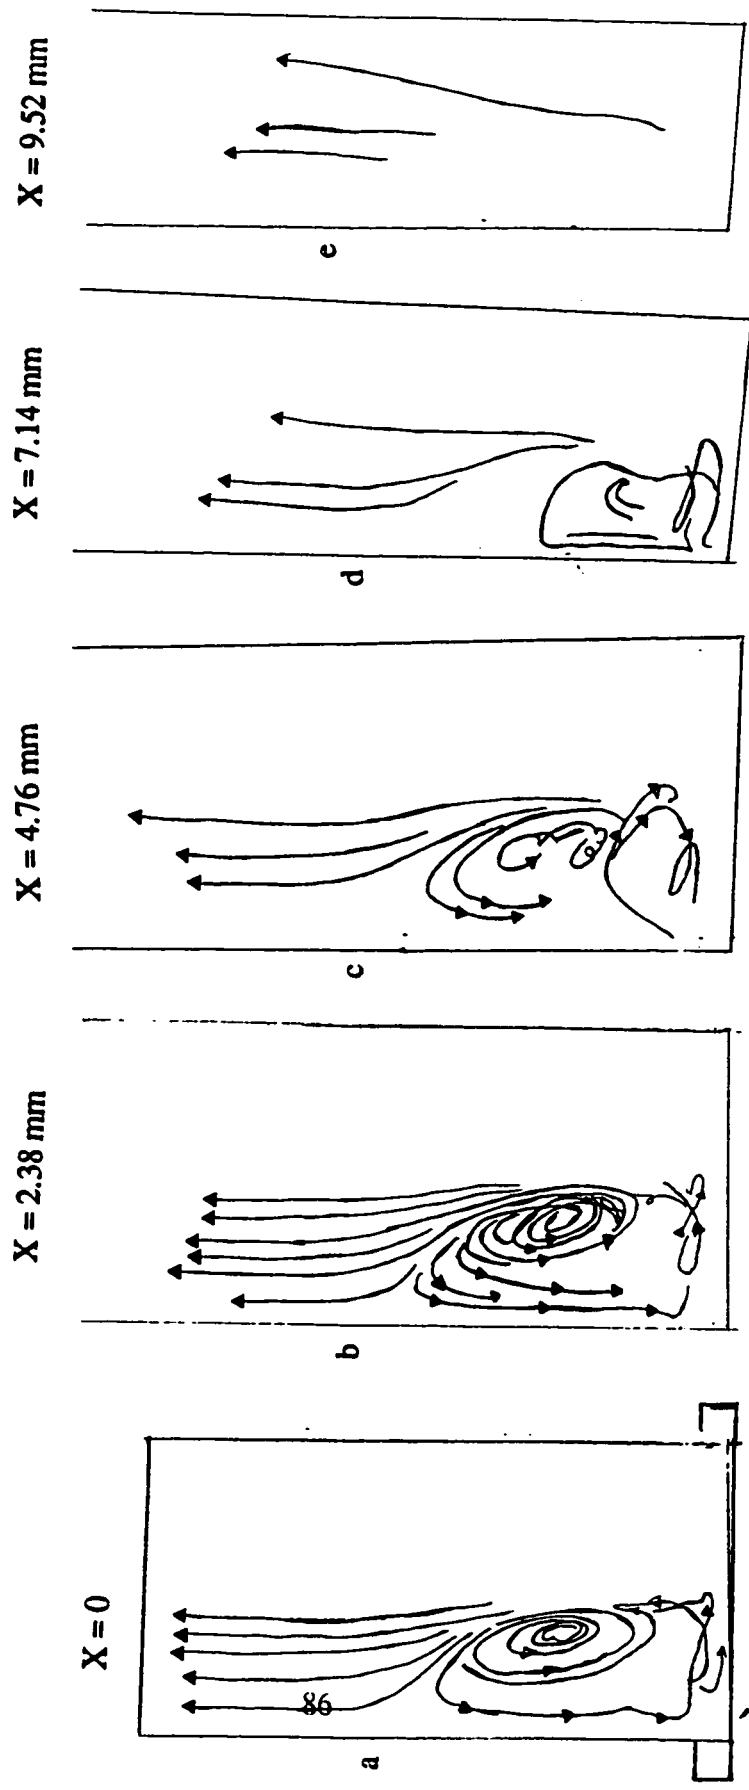 X = 0
a
X = 2.38 mm
b
X = 4.76 mm
c
X = 7.14 mm
d
X = 9.52 mm
e
86